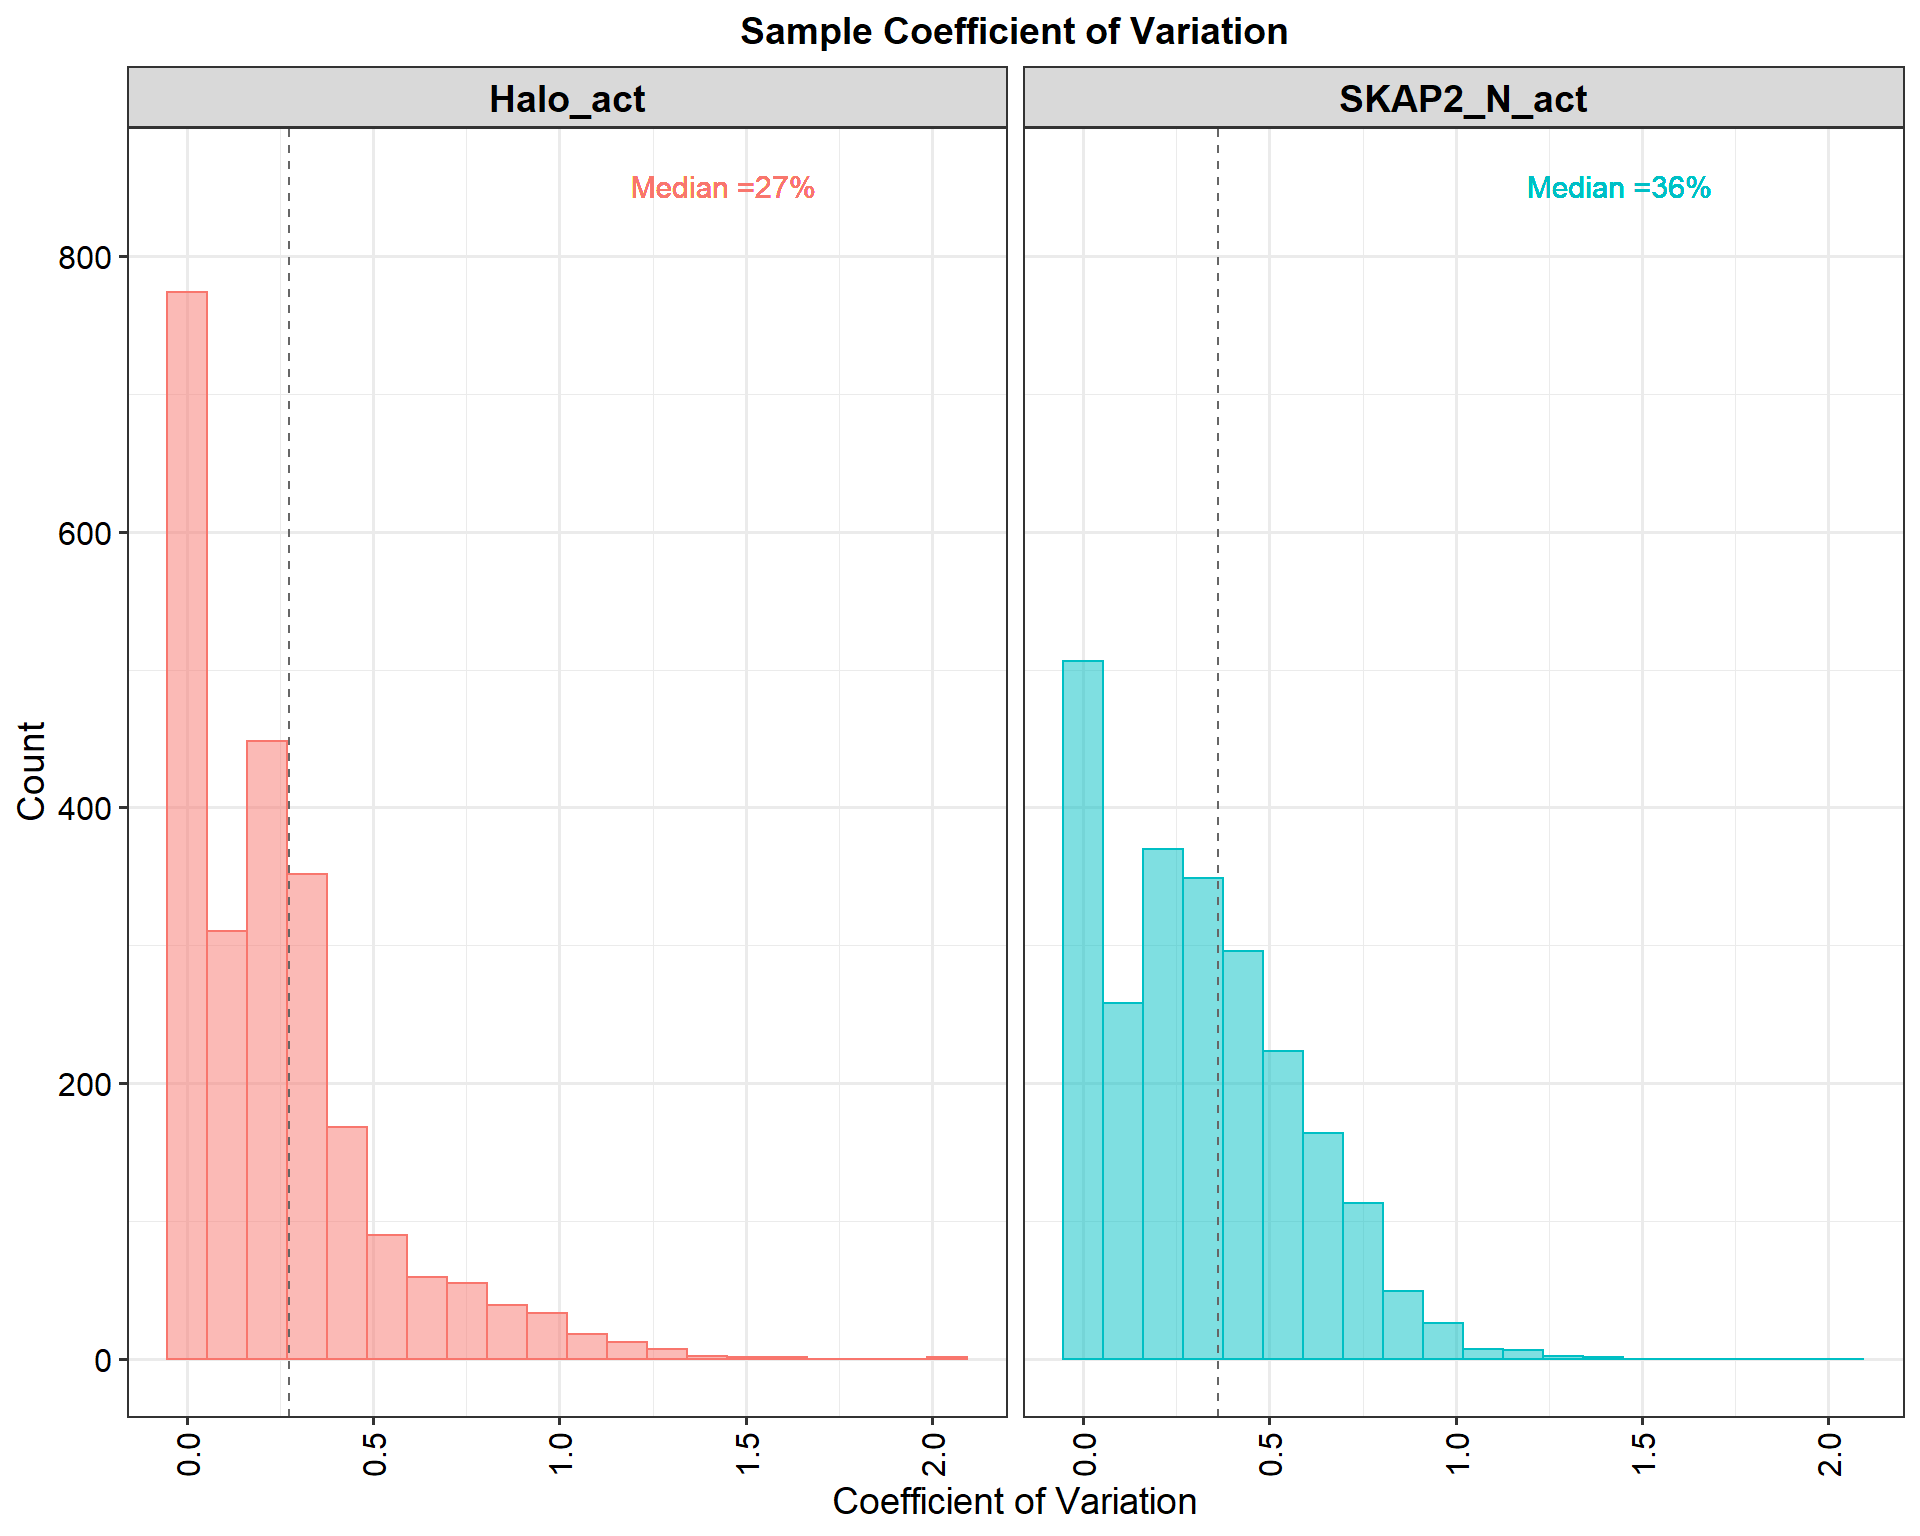 Sample Coefficient of Variation
Halo_act
SKAP2_N_act
Median =27%
Median =36%
800
600
400
200
0
Count
0.0
0.5
1.0
1.5
2.0
0.0
0.5
1.0
1.5
2.0
Coefficient of Variation